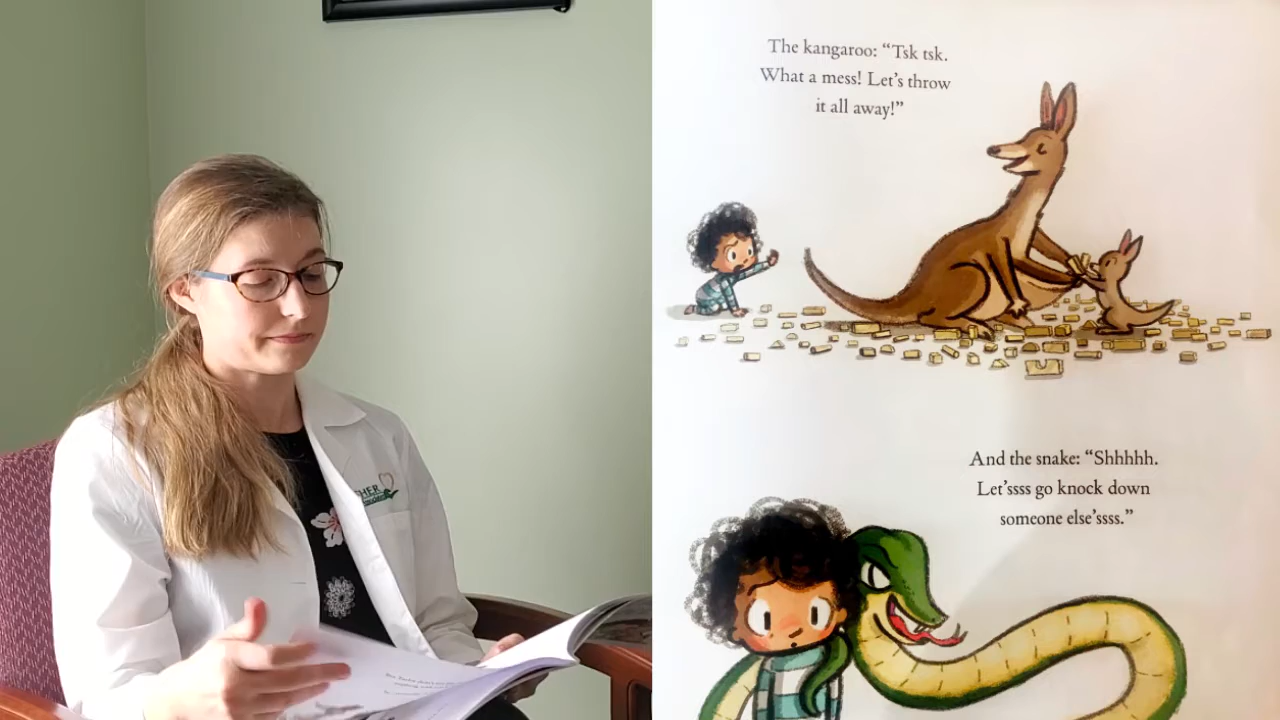 The kangaroo: “Tsk tsk.
What a mess! Let’s throw
it all away!”
And the snake: “Shhhhh.
Let’ssss go knock down
someone else’ssss.”